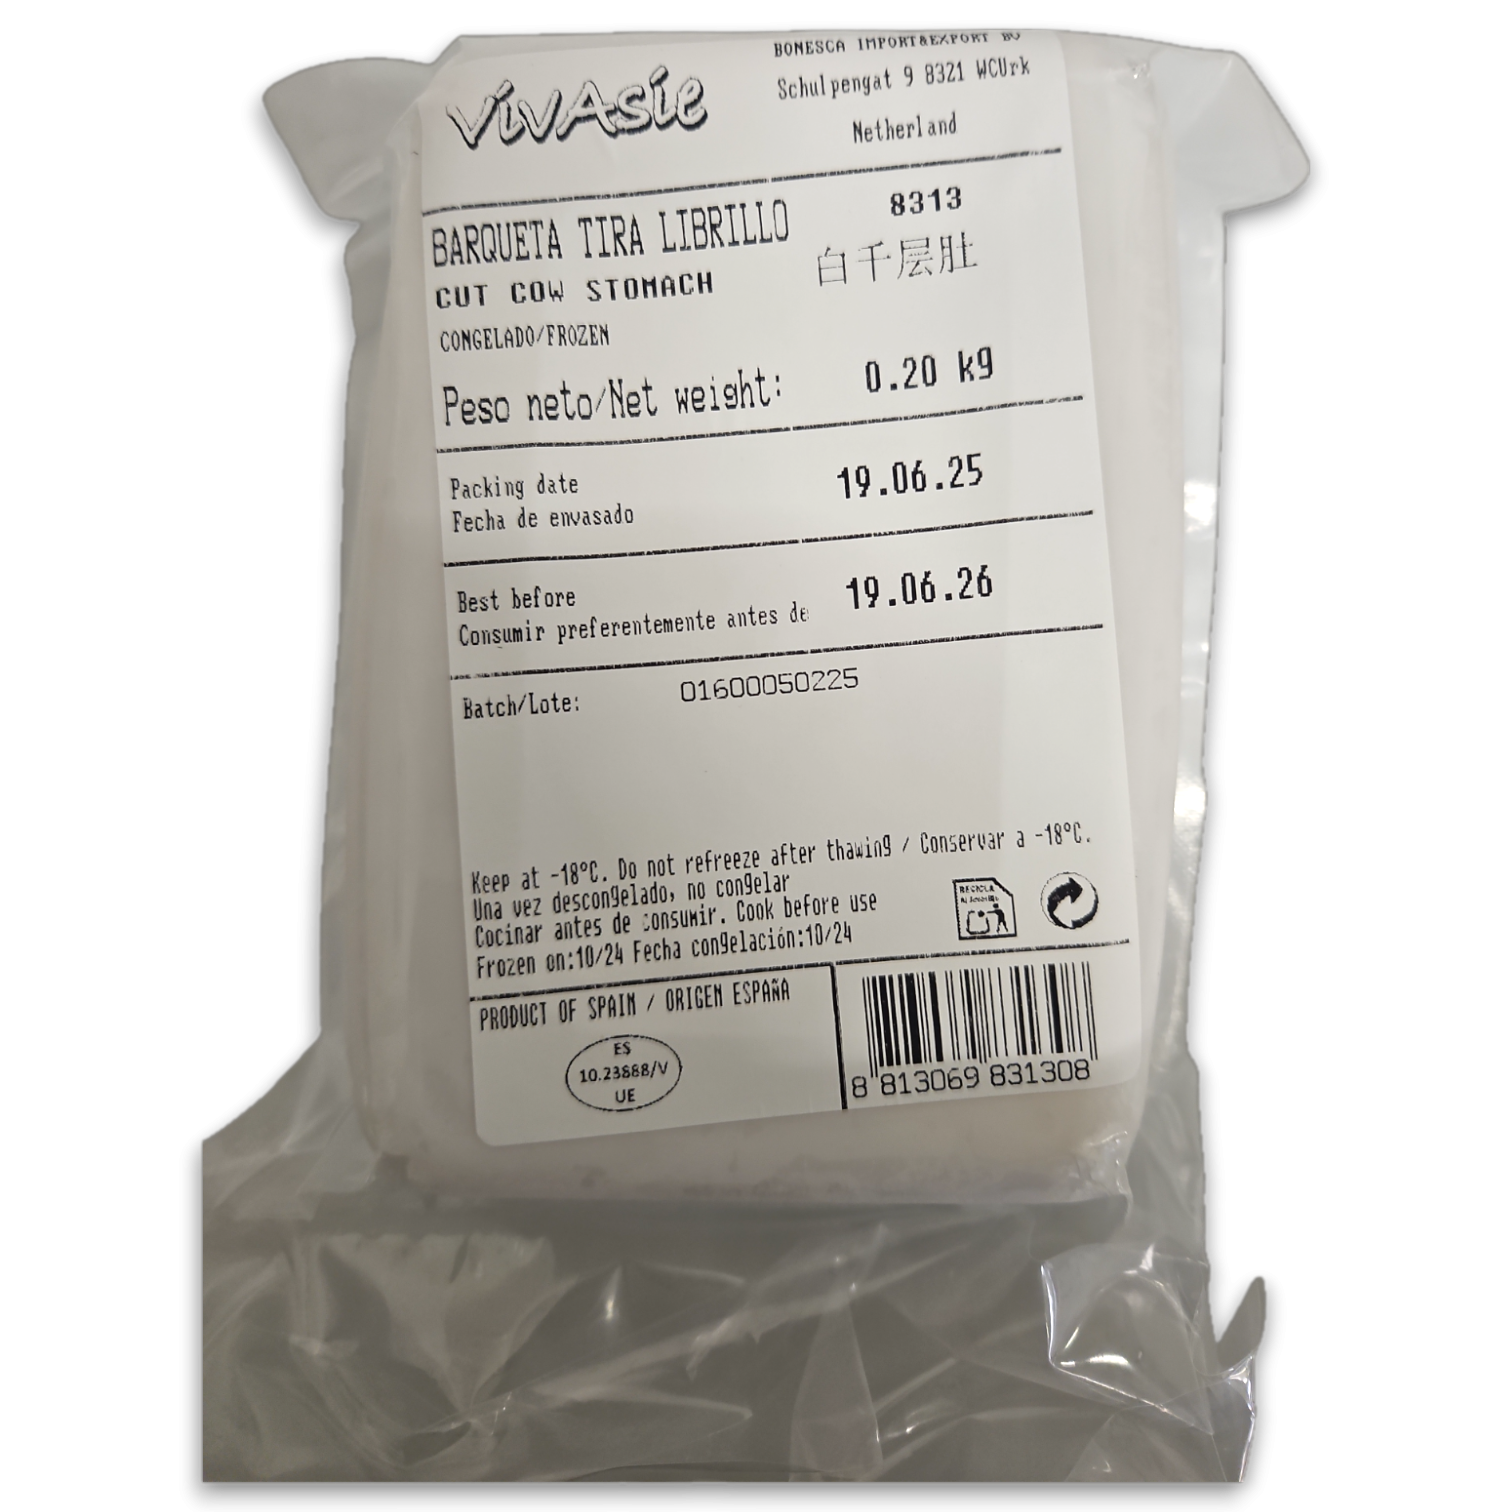 VívAsíe
BONESCA IMPORT&EXPORT BV
Schulpengat 9 8321 WCUrk
Netherland
BARQUETA TIRA LIBRILLO
8313
CUT COW STOMACH
白千层肚
CONGELADO/FROZEN
Peso neto/Net weight: 0.20 kg
Packing date
Fecha de envasado
19.06.25
Best before
Consumir preferentemente antes de
19.06.26
Batch/Lote: 01600050225
Keep at -18ºC. Do not refreeze after thawing / Conservar a -18ºC.
Una vez descongelado, no congelar
Cocinar antes de consumir. Cook before use
Frozen on:10/24 Fecha congelación:10/24
RECICLA
PRODUCT OF SPAIN / ORIGEN ESPAÑA
ES
10.23888/V
UE
8 813069 831308